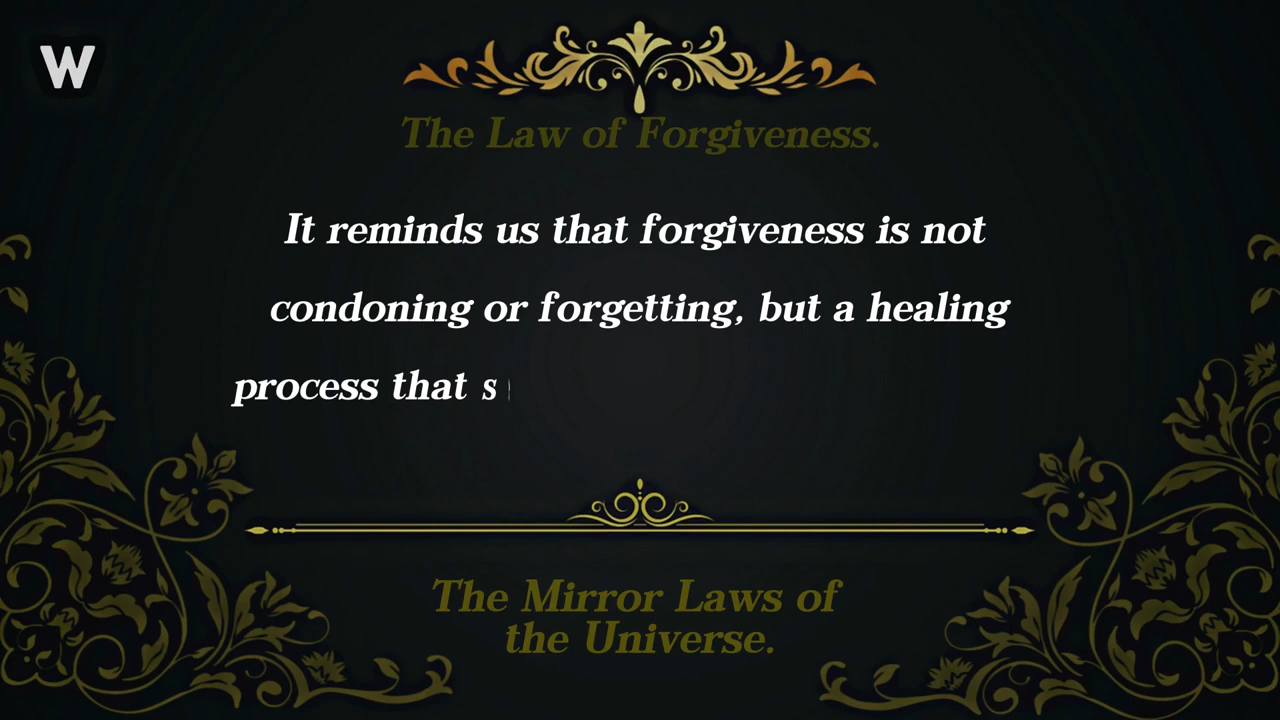 W
The Law of Forgiveness.
It reminds us that forgiveness is not
condoning or forgetting, but a healing
process that s
The Mirror Laws of
the Universe.